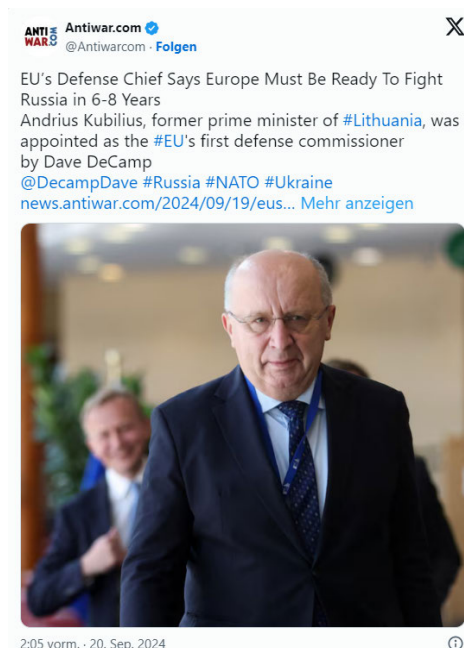 ANTI WAR.COM
Antiwar.com
@Antiwarcom · Folgen
X
EU's Defense Chief Says Europe Must Be Ready To Fight
Russia in 6-8 Years
Andrius Kubilius, former prime minister of #Lithuania, was
appointed as the #EU's first defense commissioner
by Dave DeCamp
@DecampDave #Russia #NATO #Ukraine
news.antiwar.com/2024/09/19/eus… Mehr anzeigen
2:05 vorm. · 20. Sep. 2024